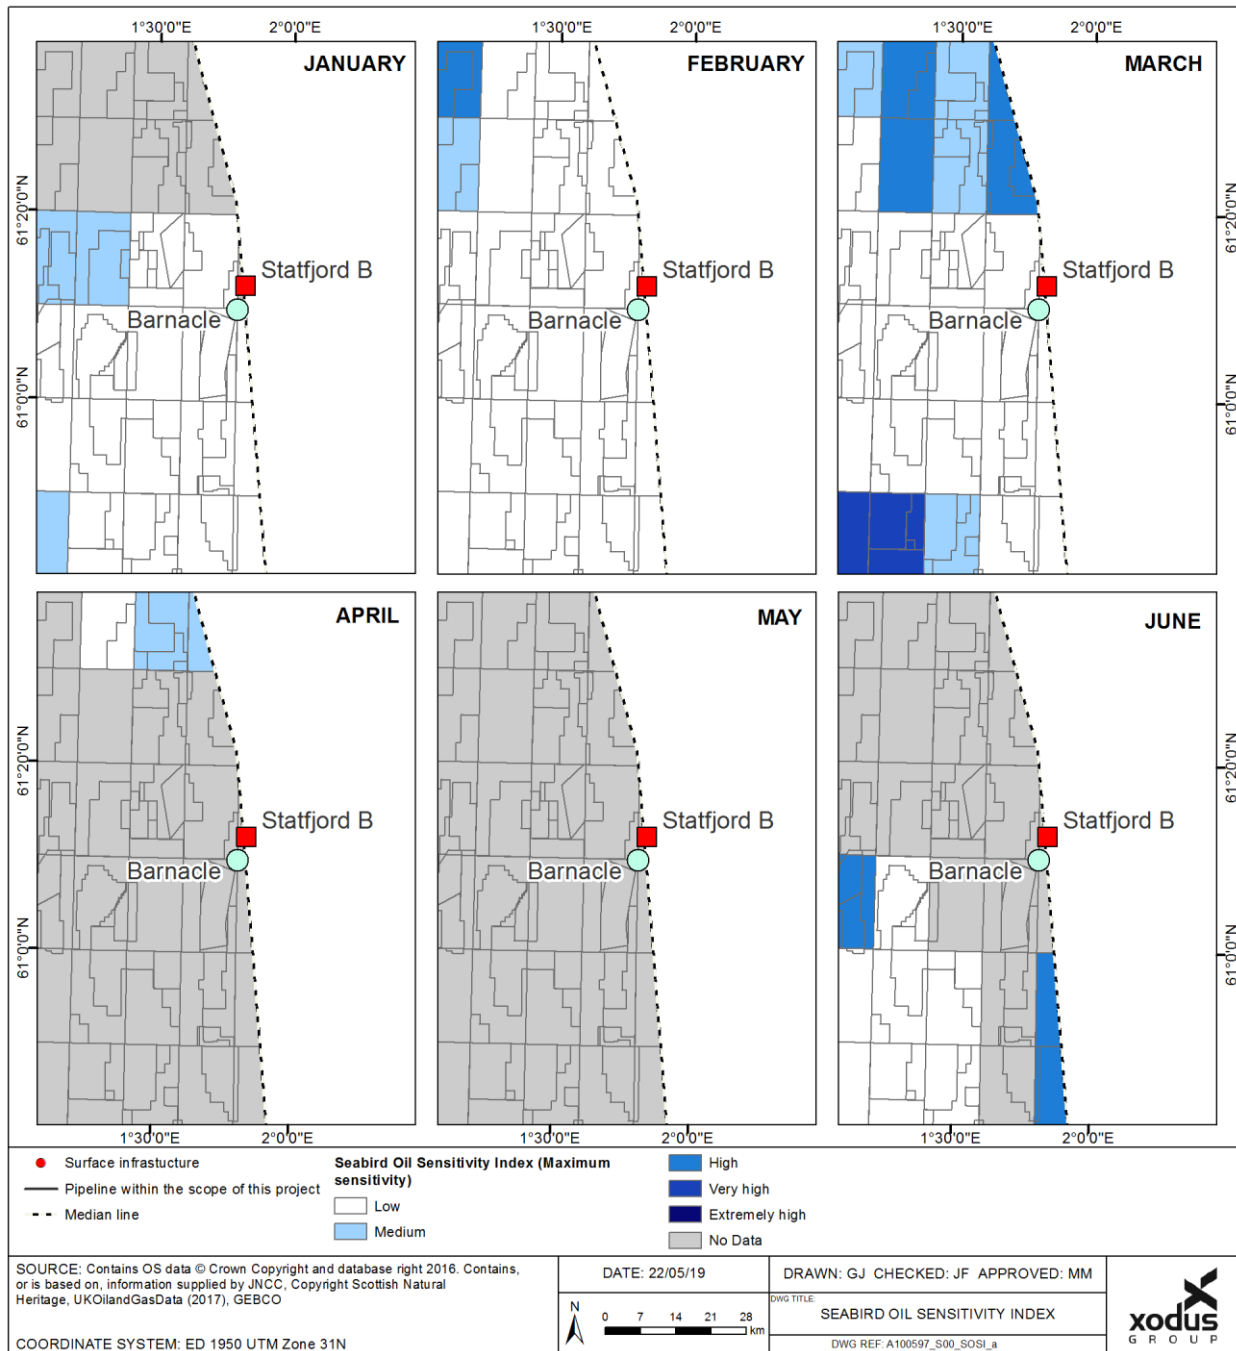 1°30'0"E 2°0'0"E 1°30'0"E 2°0'0"E 1°30'0"E 2°0'0"E
JANUARY FEBRUARY MARCH
61°20'0"N 61°20'0"N
Statfjord B Statfjord B Statfjord B
Barnacle Barnacle Barnacle
61°0'0"N 61°0'0"N
APRIL MAY JUNE
61°20'0"N 61°20'0"N
Statfjord B Statfjord B Statfjord B
Barnacle Barnacle Barnacle
61°0'0"N 61°0'0"N
1°30'0"E 2°0'0"E 1°30'0"E 2°0'0"E 1°30'0"E 2°0'0"E
Surface infrastucture
Pipeline within the scope of this project
Median line
Seabird Oil Sensitivity Index (Maximum
sensitivity)
Low
Medium
High
Very high
Extremely high
No Data
SOURCE: Contains OS data © Crown Copyright and database right 2016. Contains,
or is based on, information supplied by JNCC, Copyright Scottish Natural
Heritage, UKOilandGasData (2017), GEBCO
COORDINATE SYSTEM: ED 1950 UTM Zone 31N
DATE: 22/05/19
N
0 7 14 21 28
km
DRAWN: GJ CHECKED: JF APPROVED: MM
DWG TITLE:
SEABIRD OIL SENSITIVITY INDEX
DWG REF: A100597_S00_SOSI_a
xodus
GROUP